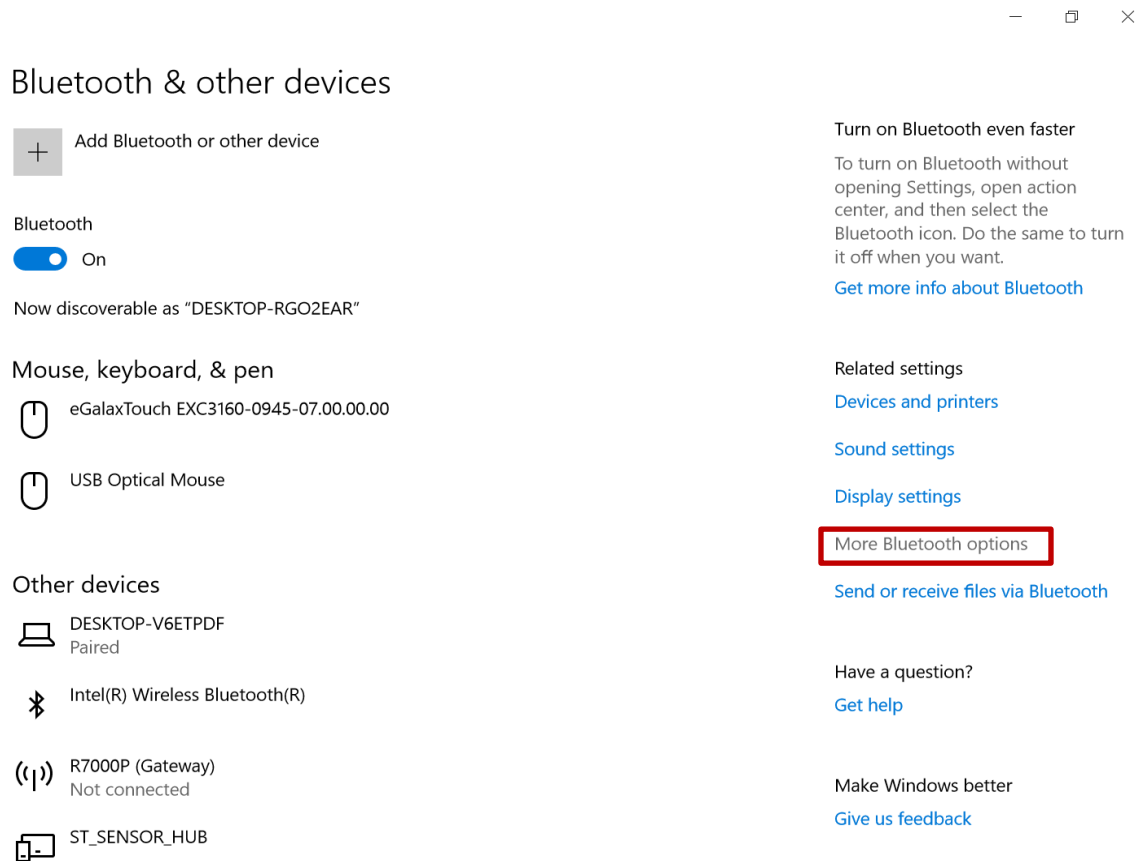 Bluetooth & other devices
Add Bluetooth or other device
Bluetooth
On
Now discoverable as “DESKTOP-RGO2EAR”
Mouse, keyboard, & pen
eGalaxTouch EXC3160-0945-07.00.00.00
USB Optical Mouse
Other devices
DESKTOP-V6ETPDF
Paired
Intel(R) Wireless Bluetooth(R)
R7000P (Gateway)
Not connected
ST_SENSOR_HUB
Turn on Bluetooth even faster
To turn on Bluetooth without
opening Settings, open action
center, and then select the
Bluetooth icon. Do the same to turn
it off when you want.
Get more info about Bluetooth
Related settings
Devices and printers
Sound settings
Display settings
More Bluetooth options
Send or receive files via Bluetooth
Have a question?
Get help
Make Windows better
Give us feedback